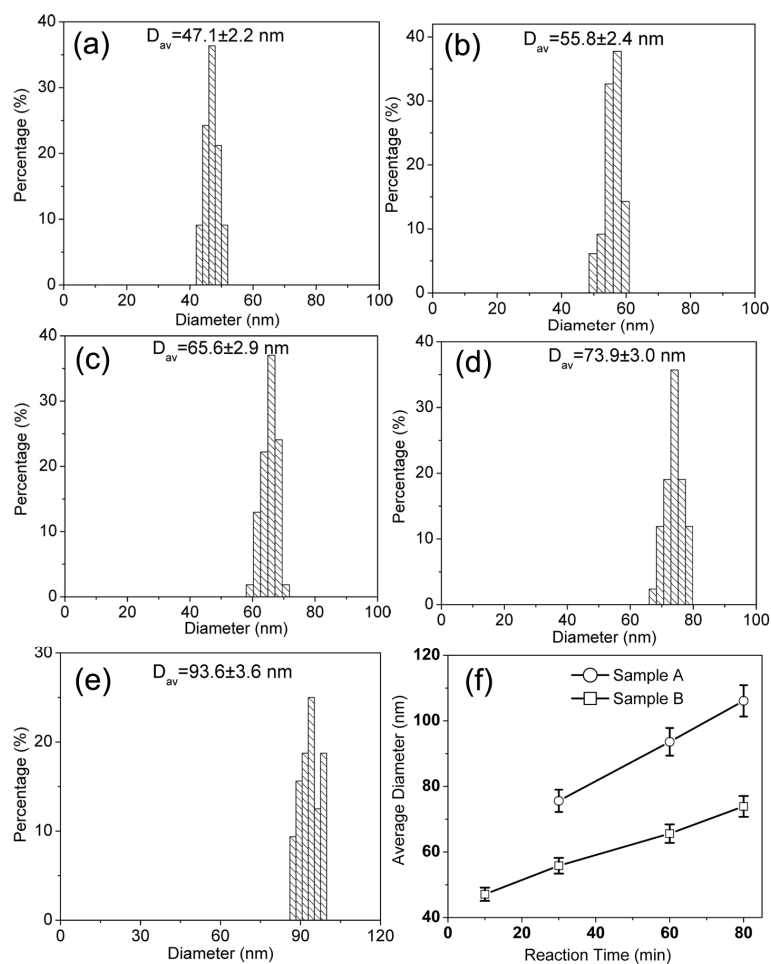 (a)
D_av=47.1±2.2 nm
40
30
20
10
0
Percentage (%)
0 20 40 60 80 100
Diameter (nm)
(b)
D_av=55.8±2.4 nm
40
30
20
10
0
Percentage (%)
0 20 40 60 80 100
Diameter (nm)
(c)
D_av=65.6±2.9 nm
40
30
20
10
0
Percentage (%)
0 20 40 60 80 100
Diameter (nm)
(d)
D_av=73.9±3.0 nm
40
30
20
10
0
Percentage (%)
0 20 40 60 80 100
Diameter (nm)
(e)
D_av=93.6±3.6 nm
30
20
10
0
Percentage (%)
0 30 60 90 120
Diameter (nm)
(f)
Sample A
Sample B
120
100
80
60
40
Average Diameter (nm)
0 20 40 60 80
Reaction Time (min)